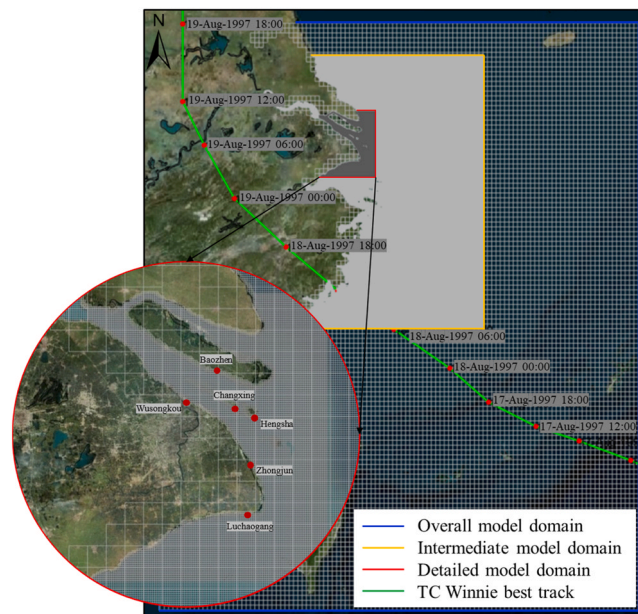 N
19-Aug-1997 18:00
19-Aug-1997 12:00
19-Aug-1997 06:00
19-Aug-1997 00:00
18-Aug-1997 18:00
18-Aug-1997 06:00
18-Aug-1997 00:00
17-Aug-1997 18:00
17-Aug-1997 12:00
Baozhen
Changxing
Wusongkou
Hengsha
Zhongjun
Luchaogang
Overall model domain
Intermediate model domain
Detailed model domain
TC Winnie best track